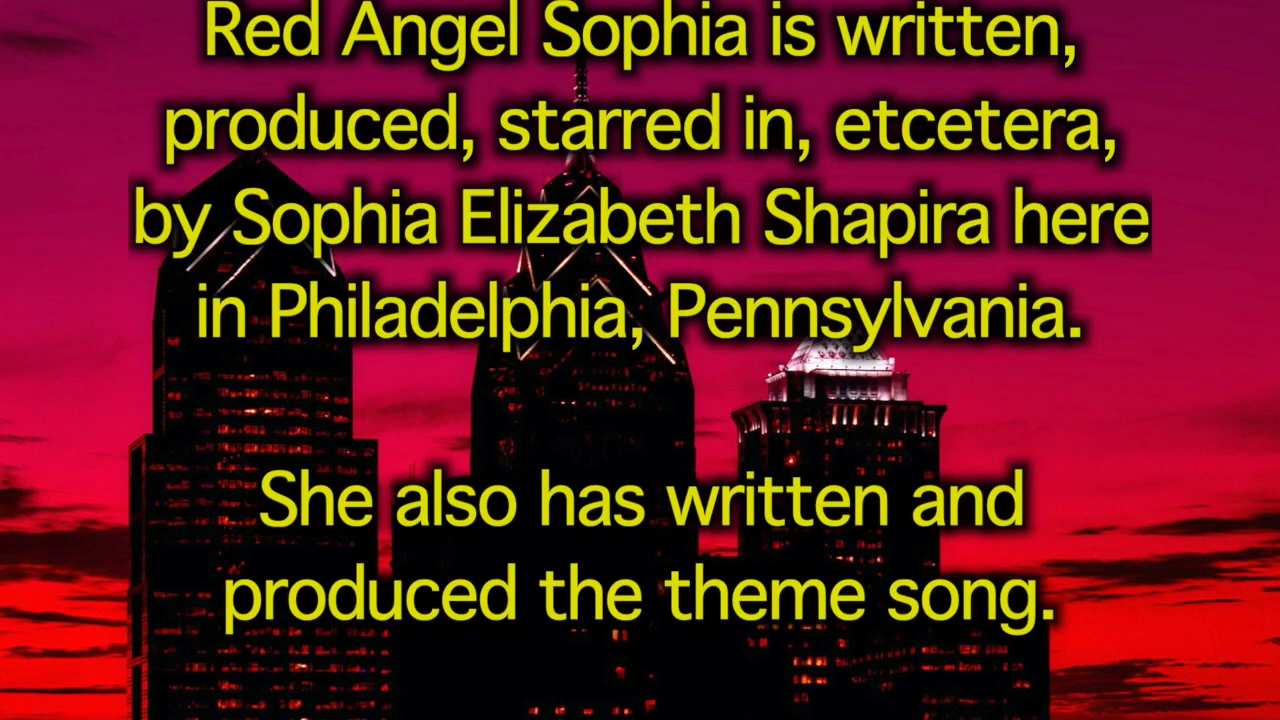 Red Angel Sophia is written,
produced, starred in, etcetera,
by Sophia Elizabeth Shapira here
in Philadelphia, Pennsylvania.
She also has written and
produced the theme song.